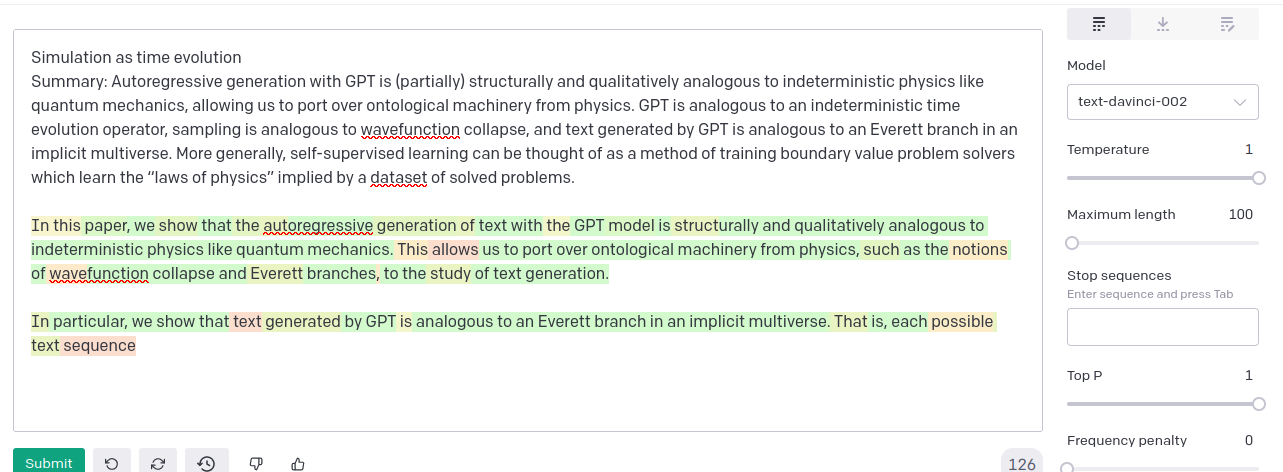 Simulation as time evolution
Summary: Autoregressive generation with GPT is (partially) structurally and qualitatively analogous to indeterministic physics like
quantum mechanics, allowing us to port over ontological machinery from physics. GPT is analogous to an indeterministic time
evolution operator, sampling is analogous to wavefunction collapse, and text generated by GPT is analogous to an Everett branch in an
implicit multiverse. More generally, self-supervised learning can be thought of as a method of training boundary value problem solvers
which learn the “laws of physics” implied by a dataset of solved problems.
In this paper, we show that the autoregressive generation of text with the GPT model is structurally and qualitatively analogous to
indeterministic physics like quantum mechanics. This allows us to port over ontological machinery from physics, such as the notions
of wavefunction collapse and Everett branches, to the study of text generation.
In particular, we show that text generated by GPT is analogous to an Everett branch in an implicit multiverse. That is, each possible
text sequence
Submit
126
Model
text-davinci-002
Temperature 1
Maximum length 100
Stop sequences
Enter sequence and press Tab
Top P 1
Frequency penalty 0